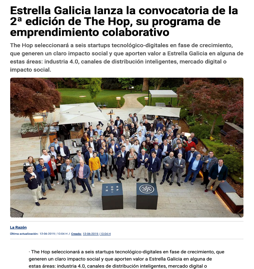 Estrella Galicia lanza la convocatoria de la
2ª edición de The Hop, su programa de
emprendimiento colaborativo
The Hop seleccionará a seis startups tecnológico-digitales en fase de crecimiento,
que generen un claro impacto social y que aporten valor a Estrella Galicia en alguna de
estas áreas: industria 4.0, canales de distribución inteligentes, mercado digital o
impacto social.
La Razón
The Hop seleccionará a seis startups tecnológico-digitales en fase de crecimiento, que
generen un claro impacto social y que aporten valor a Estrella Galicia en alguna de
estas áreas: industria 4.0, canales de distribución inteligentes, mercado digital o